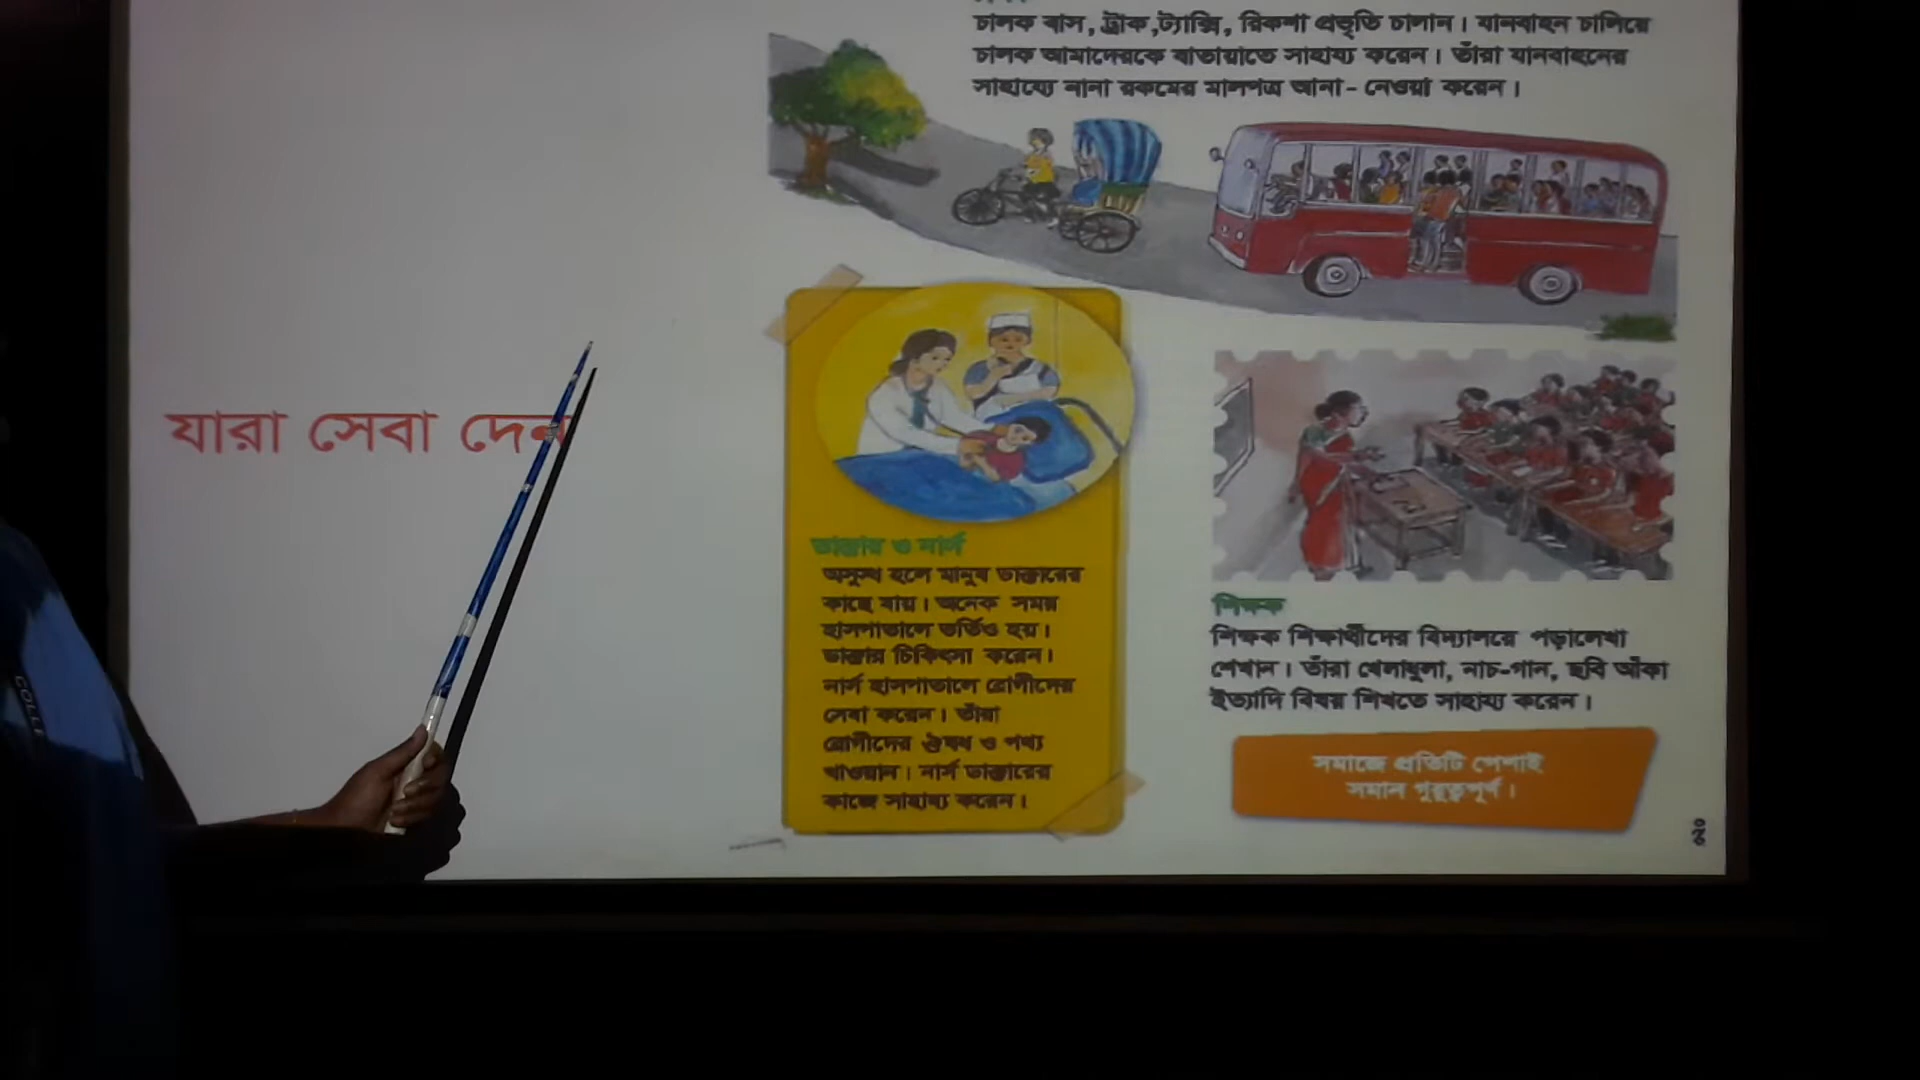 চালক বাস, ট্রাক,ট্যাক্সি, রিকশা প্রভৃতি চালান। যানবাহন চালিয়ে
চালক আমাদেরকে যাতায়াতে সাহায্য করেন। তাঁরা যানবাহনের
সাহায্যে নানা রকমের মালপত্র আনা - নেওয়া করেন।
যারা সেবা দেন
ডাক্তার ও নার্স
অসুস্থ হলে মানুষ ডাক্তারের
কাছে যায়। অনেক সময়
হাসপাতালে ভর্তিও হয়।
ডাক্তার চিকিৎসা করেন।
নার্স হাসপাতালে রোগীদের
সেবা করেন। তাঁরা
রোগীদের ঔষধ ও পথ্য
খাওয়ান। নার্স ডাক্তারের
কাজে সাহায্য করেন।
শিক্ষক
শিক্ষক শিক্ষার্থীদের বিদ্যালয়ে পড়ালেখা
শেখান। তাঁরা খেলাধুলা, নাচ-গান, ছবি আঁকা
ইত্যাদি বিষয় শিখতে সাহায্য করেন।
সমাজে প্রতিটি পেশাই
সমান গুরুত্বপূর্ণ।